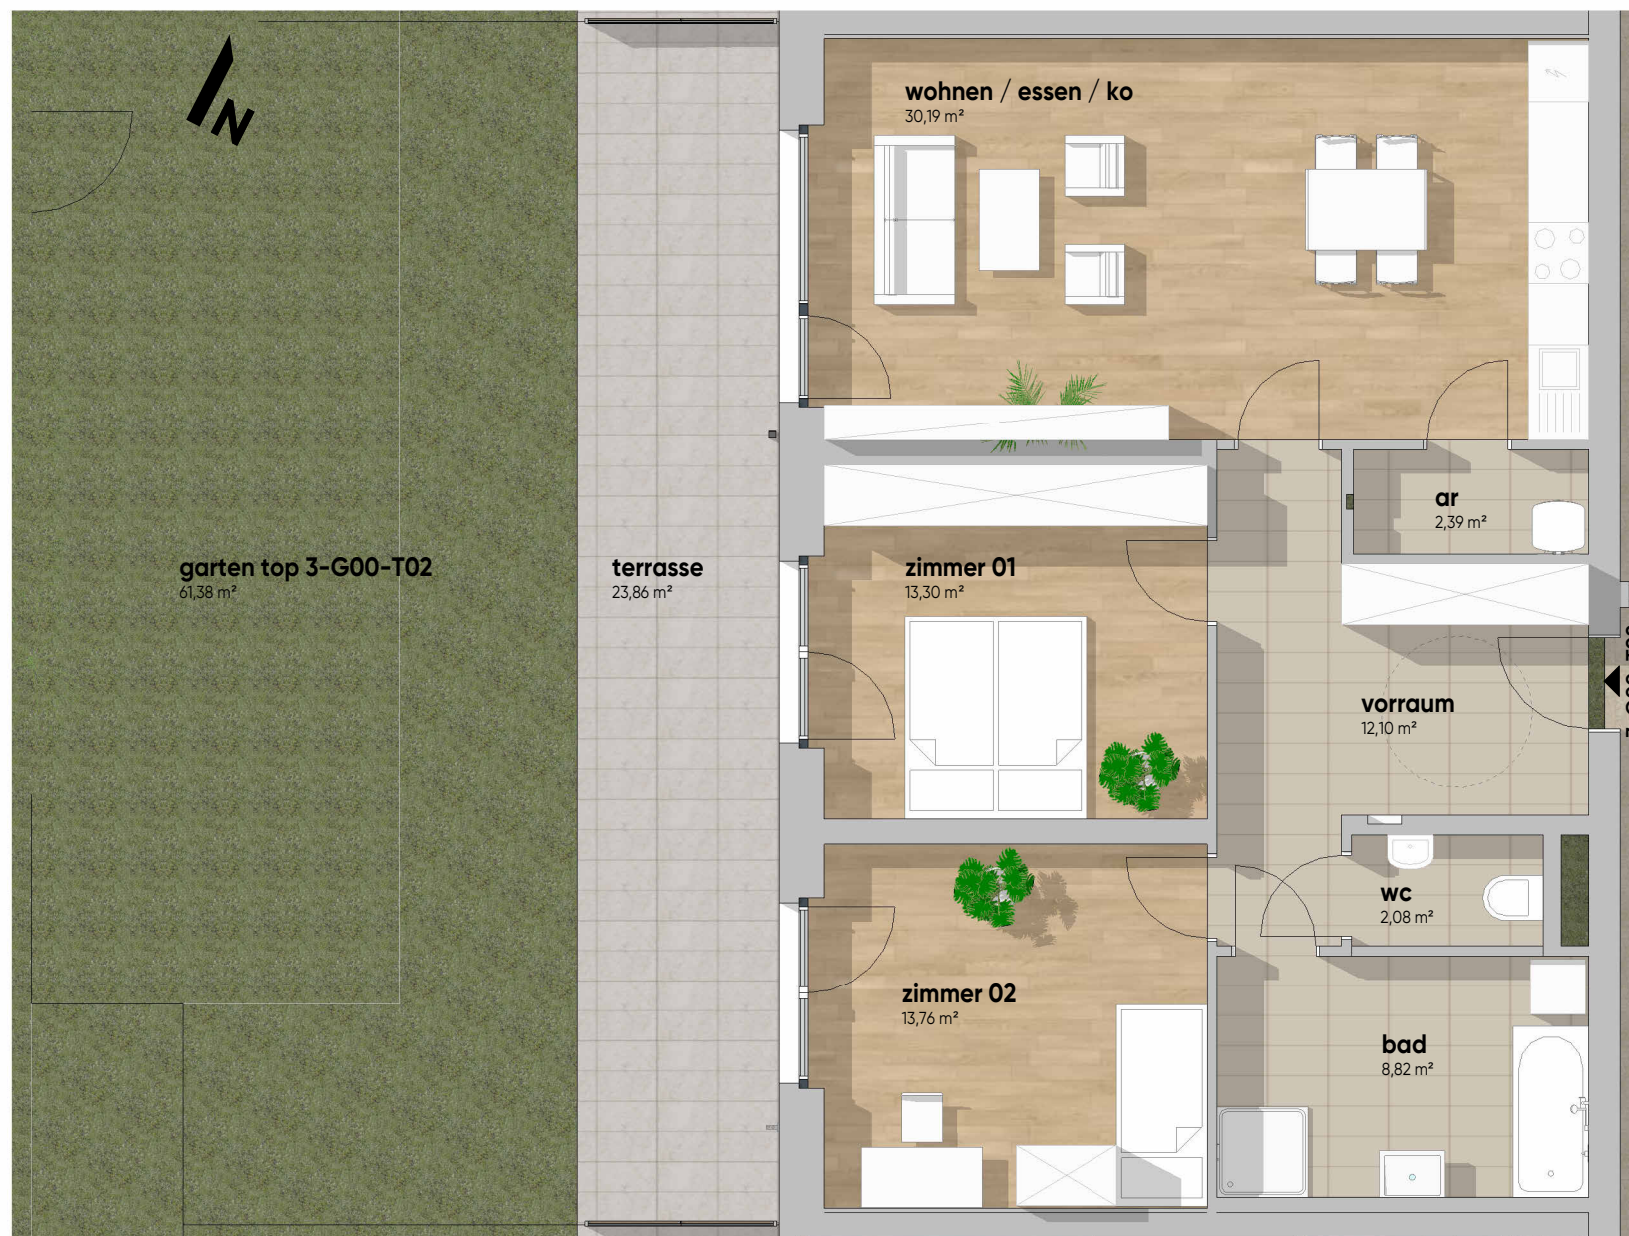 N
wohnen / essen / ko
30,19 m²
ar
2,39 m²
garten top 3-G00-T02
61,38 m²
terrasse
23,86 m²
zimmer 01
13,30 m²
vorraum
12,10 m²
wc
2,08 m²
zimmer 02
13,76 m²
bad
8,82 m²